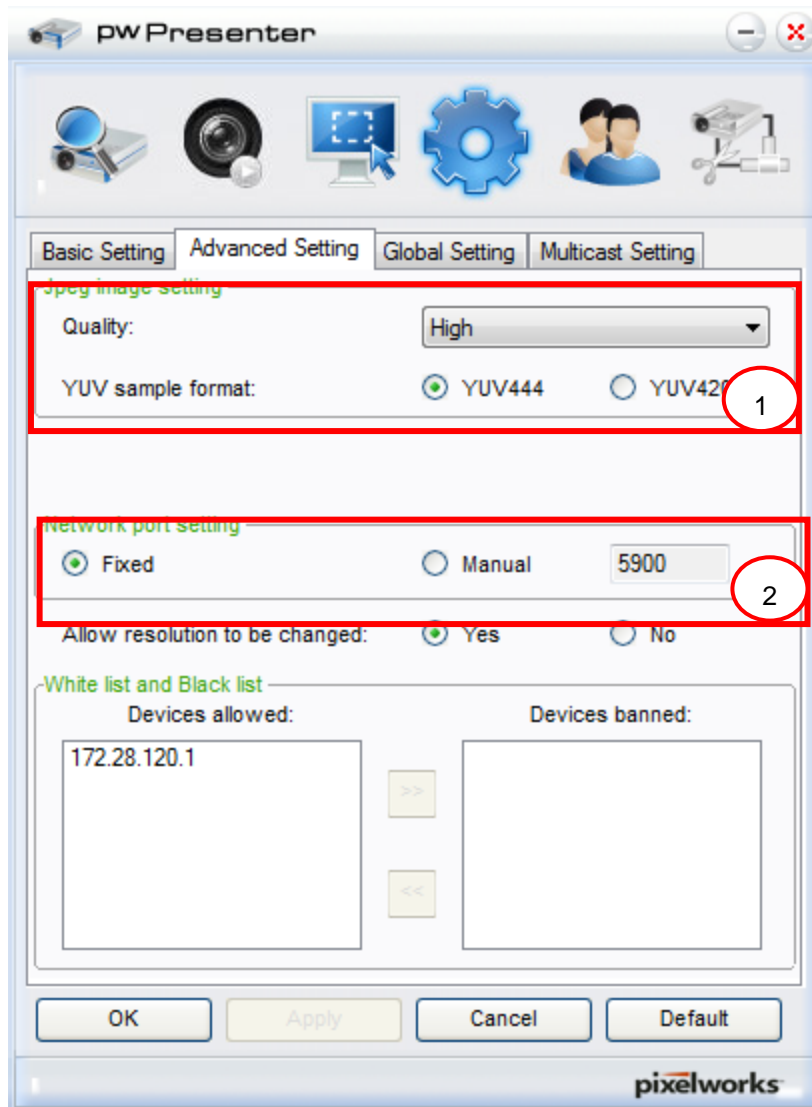 pwPresenter
Basic Setting Advanced Setting Global Setting Multicast Setting
Jpeg image setting
Quality: High
YUV sample format: YUV444 YUV420
1
Network port setting
Fixed Manual 5900
2
Allow resolution to be changed: Yes No
White list and Black list
Devices allowed: Devices banned:
172.28.120.1
>>
<<
OK Apply Cancel Default
pixelworks